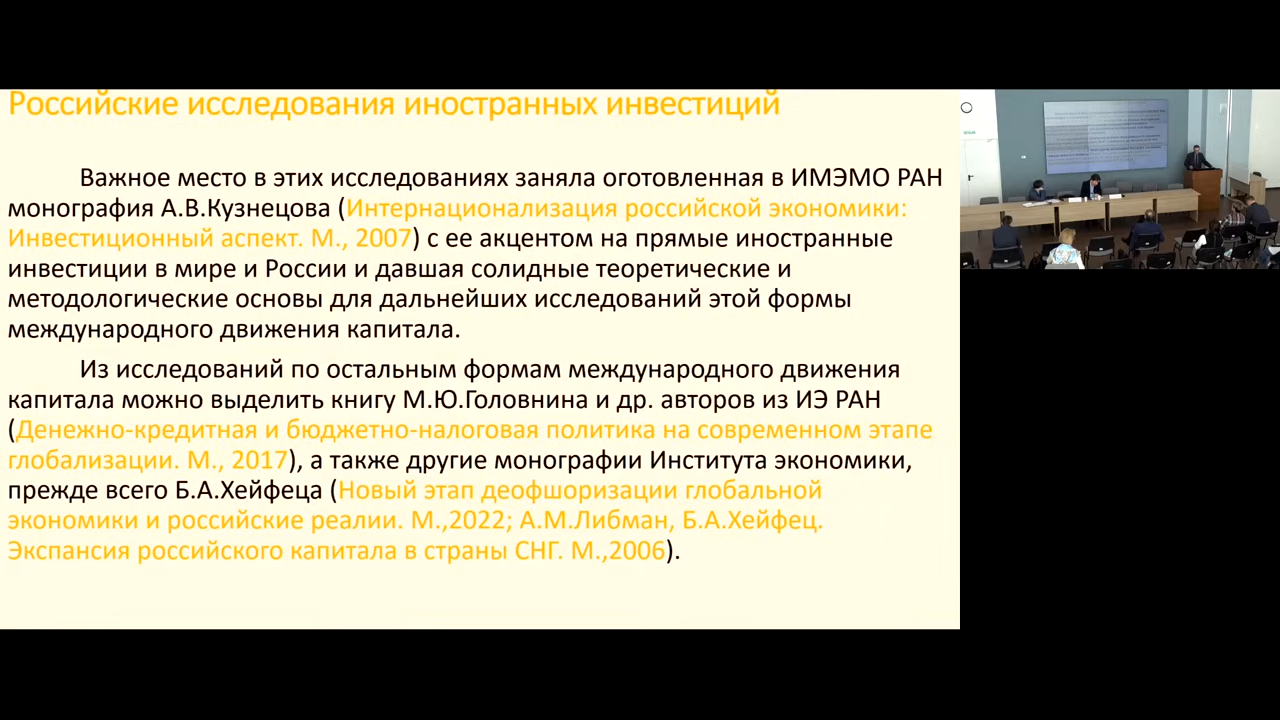 Российские исследования иностранных инвестиций
Важное место в этих исследованиях заняла оготовленная в ИМЭМО РАН
монография А.В.Кузнецова (Интернационализация российской экономики:
Инвестиционный аспект. М., 2007) с ее акцентом на прямые иностранные
инвестиции в мире и России и давшая солидные теоретические и
методологические основы для дальнейших исследований этой формы
международного движения капитала.
Из исследований по остальным формам международного движения
капитала можно выделить книгу М.Ю.Головнина и др. авторов из ИЭ РАН
(Денежно-кредитная и бюджетно-налоговая политика на современном этапе
глобализации. М., 2017), а также другие монографии Института экономики,
прежде всего Б.А.Хейфеца (Новый этап деофшоризации глобальной
экономики и российские реалии. М.,2022; А.М.Либман, Б.А.Хейфец.
Экспансия российского капитала в страны СНГ. М.,2006).